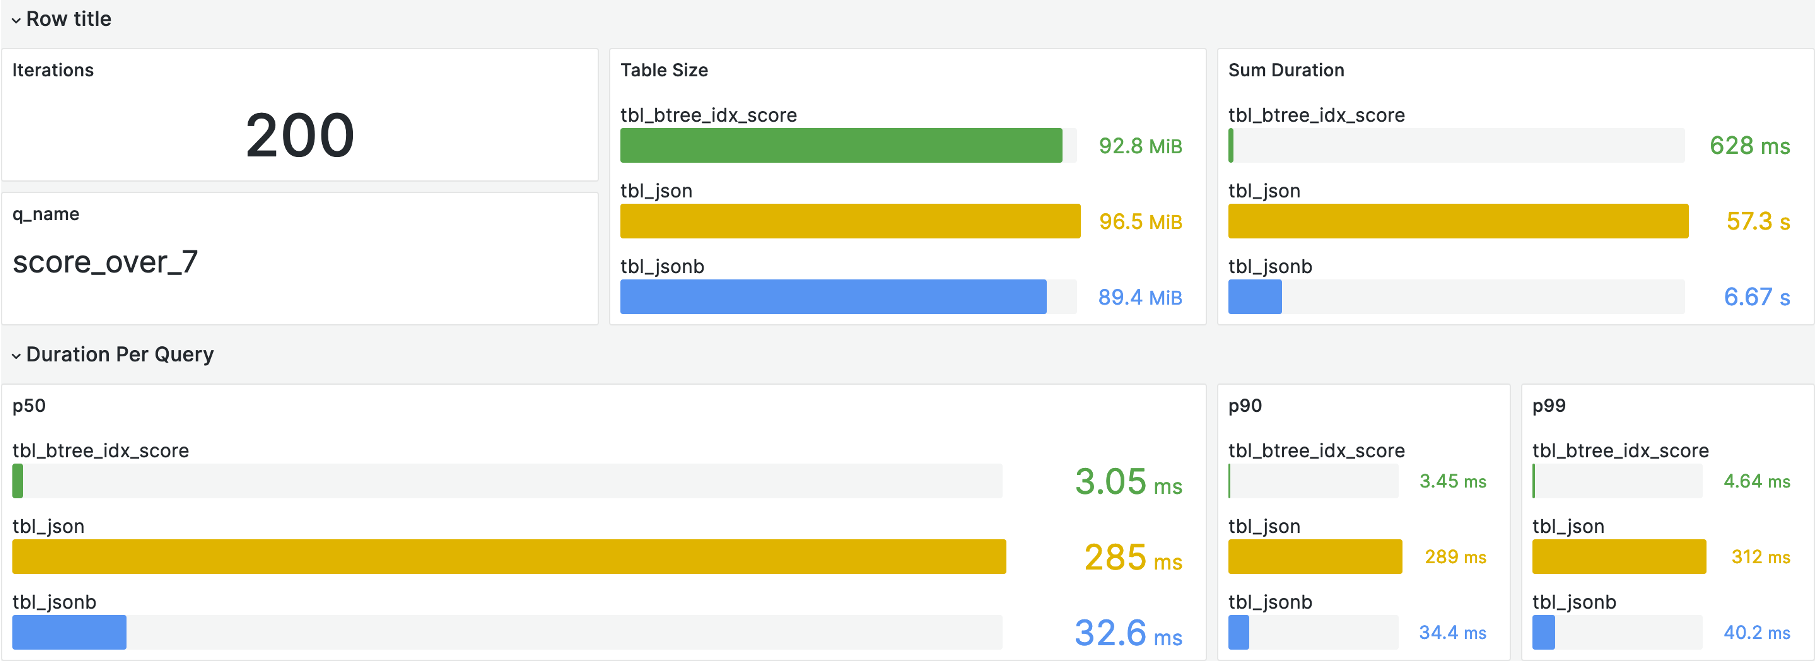 Row title
Iterations
200
q_name
score_over_7
Table Size
tbl_btree_idx_score
92.8 MiB
tbl_json
96.5 MiB
tbl_jsonb
89.4 MiB
Sum Duration
tbl_btree_idx_score
628 ms
tbl_json
57.3 s
tbl_jsonb
6.67 s
Duration Per Query
p50
tbl_btree_idx_score
3.05 ms
tbl_json
285 ms
tbl_jsonb
32.6 ms
p90
tbl_btree_idx_score
3.45 ms
tbl_json
289 ms
tbl_jsonb
34.4 ms
p99
tbl_btree_idx_score
4.64 ms
tbl_json
312 ms
tbl_jsonb
40.2 ms